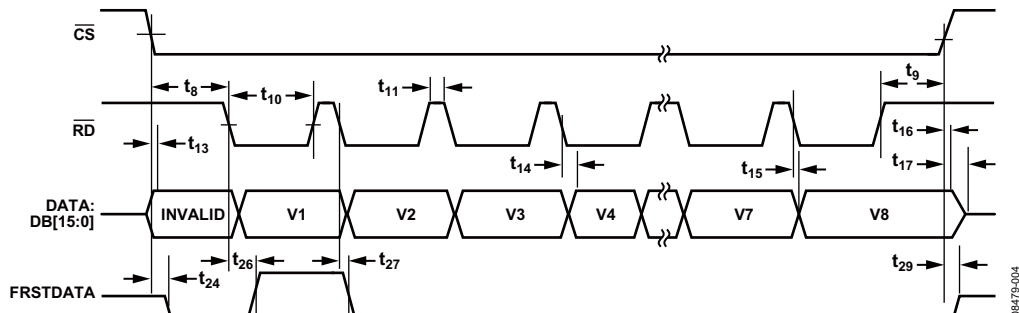 CS
t8 t10 t11 t9
RD
t13 t14 t15 t16
t17
DATA:
DB[15:0]
INVALID V1 V2 V3 V4 V7 V8
t24 t26 t27 t29
FRSTDATA
08479-004